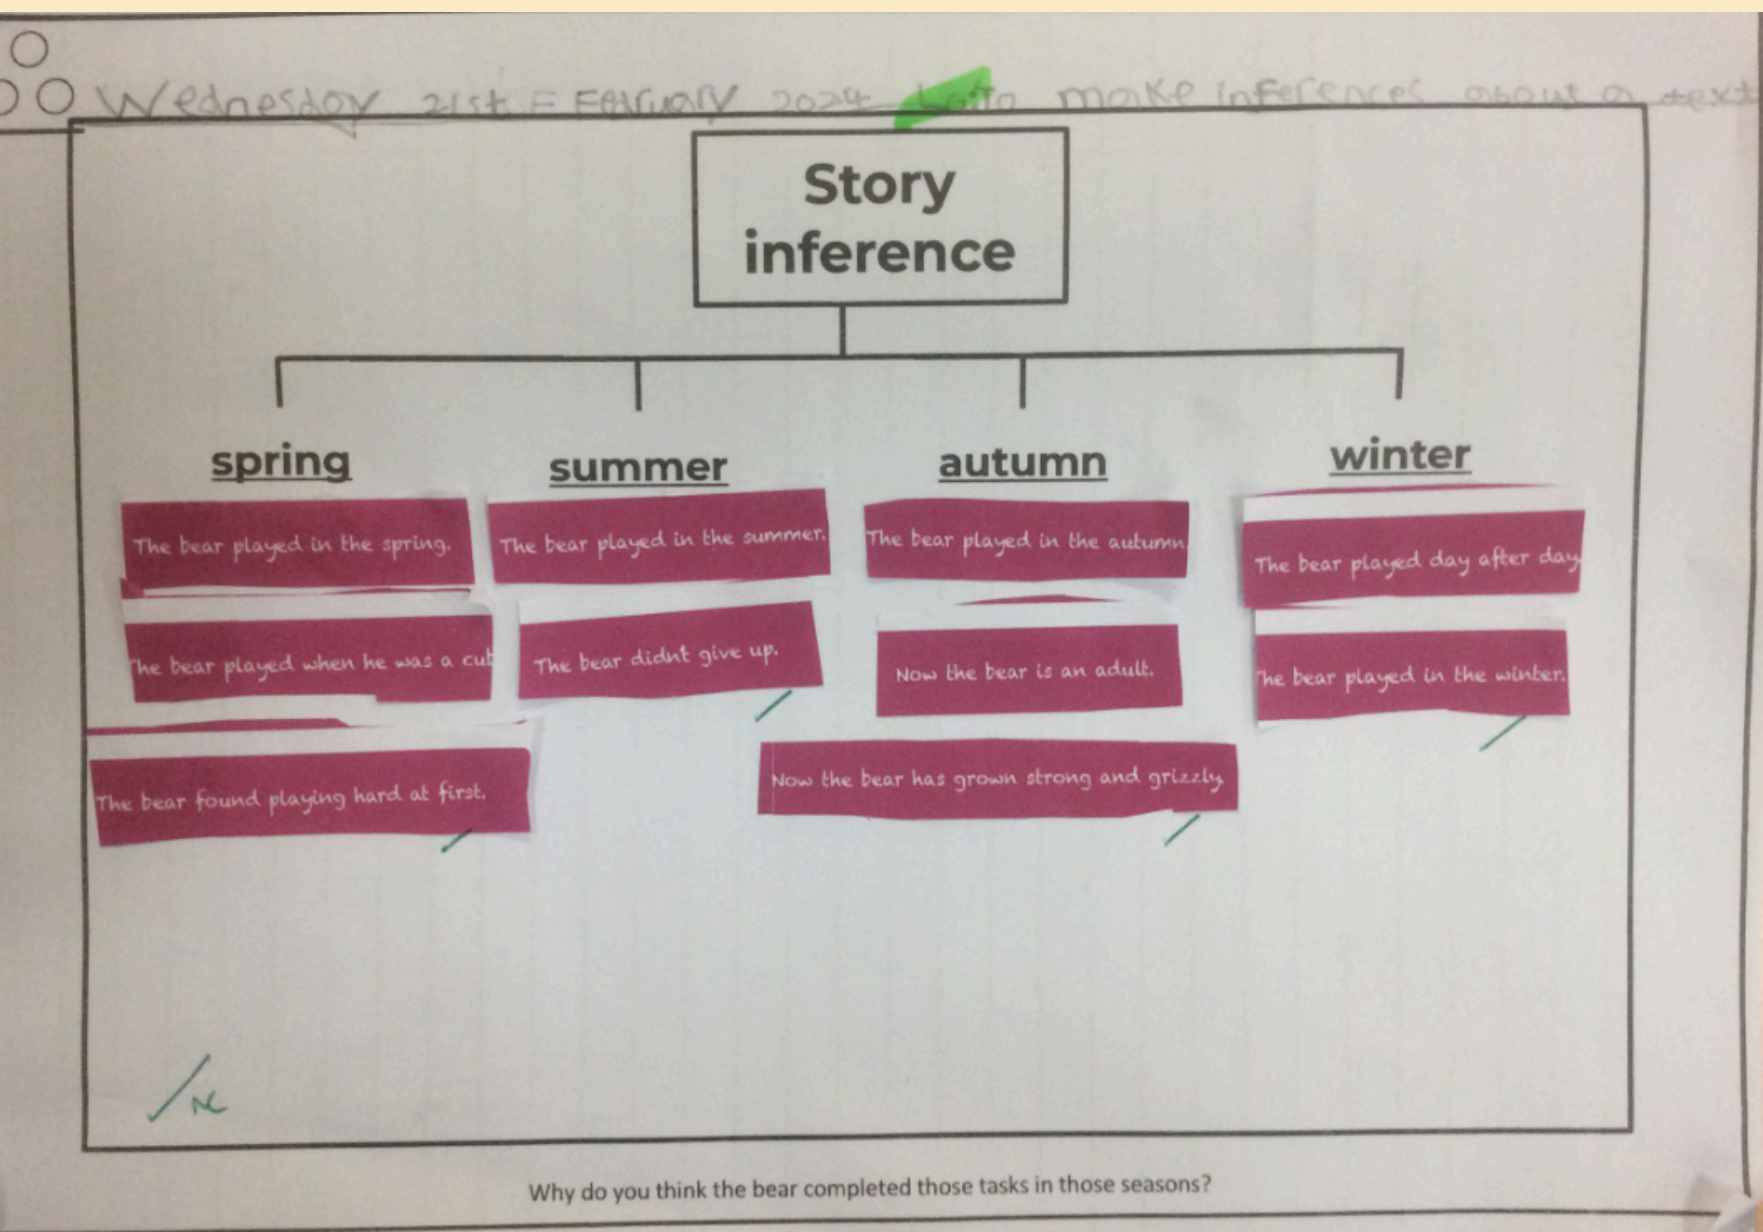 Wednesday 21st Feruary 2024 Lo: to make inferences about a text
Story
inference
spring
summer
autumn
winter
The bear played in the spring.
The bear played in the summer.
The bear played in the autumn
The bear played day after day
he bear played when he was a cub
The bear didnt give up.
Now the bear is an adult.
he bear played in the winter.
The bear found playing hard at first.
Now the bear has grown strong and grizzly
Why do you think the bear completed those tasks in those seasons?